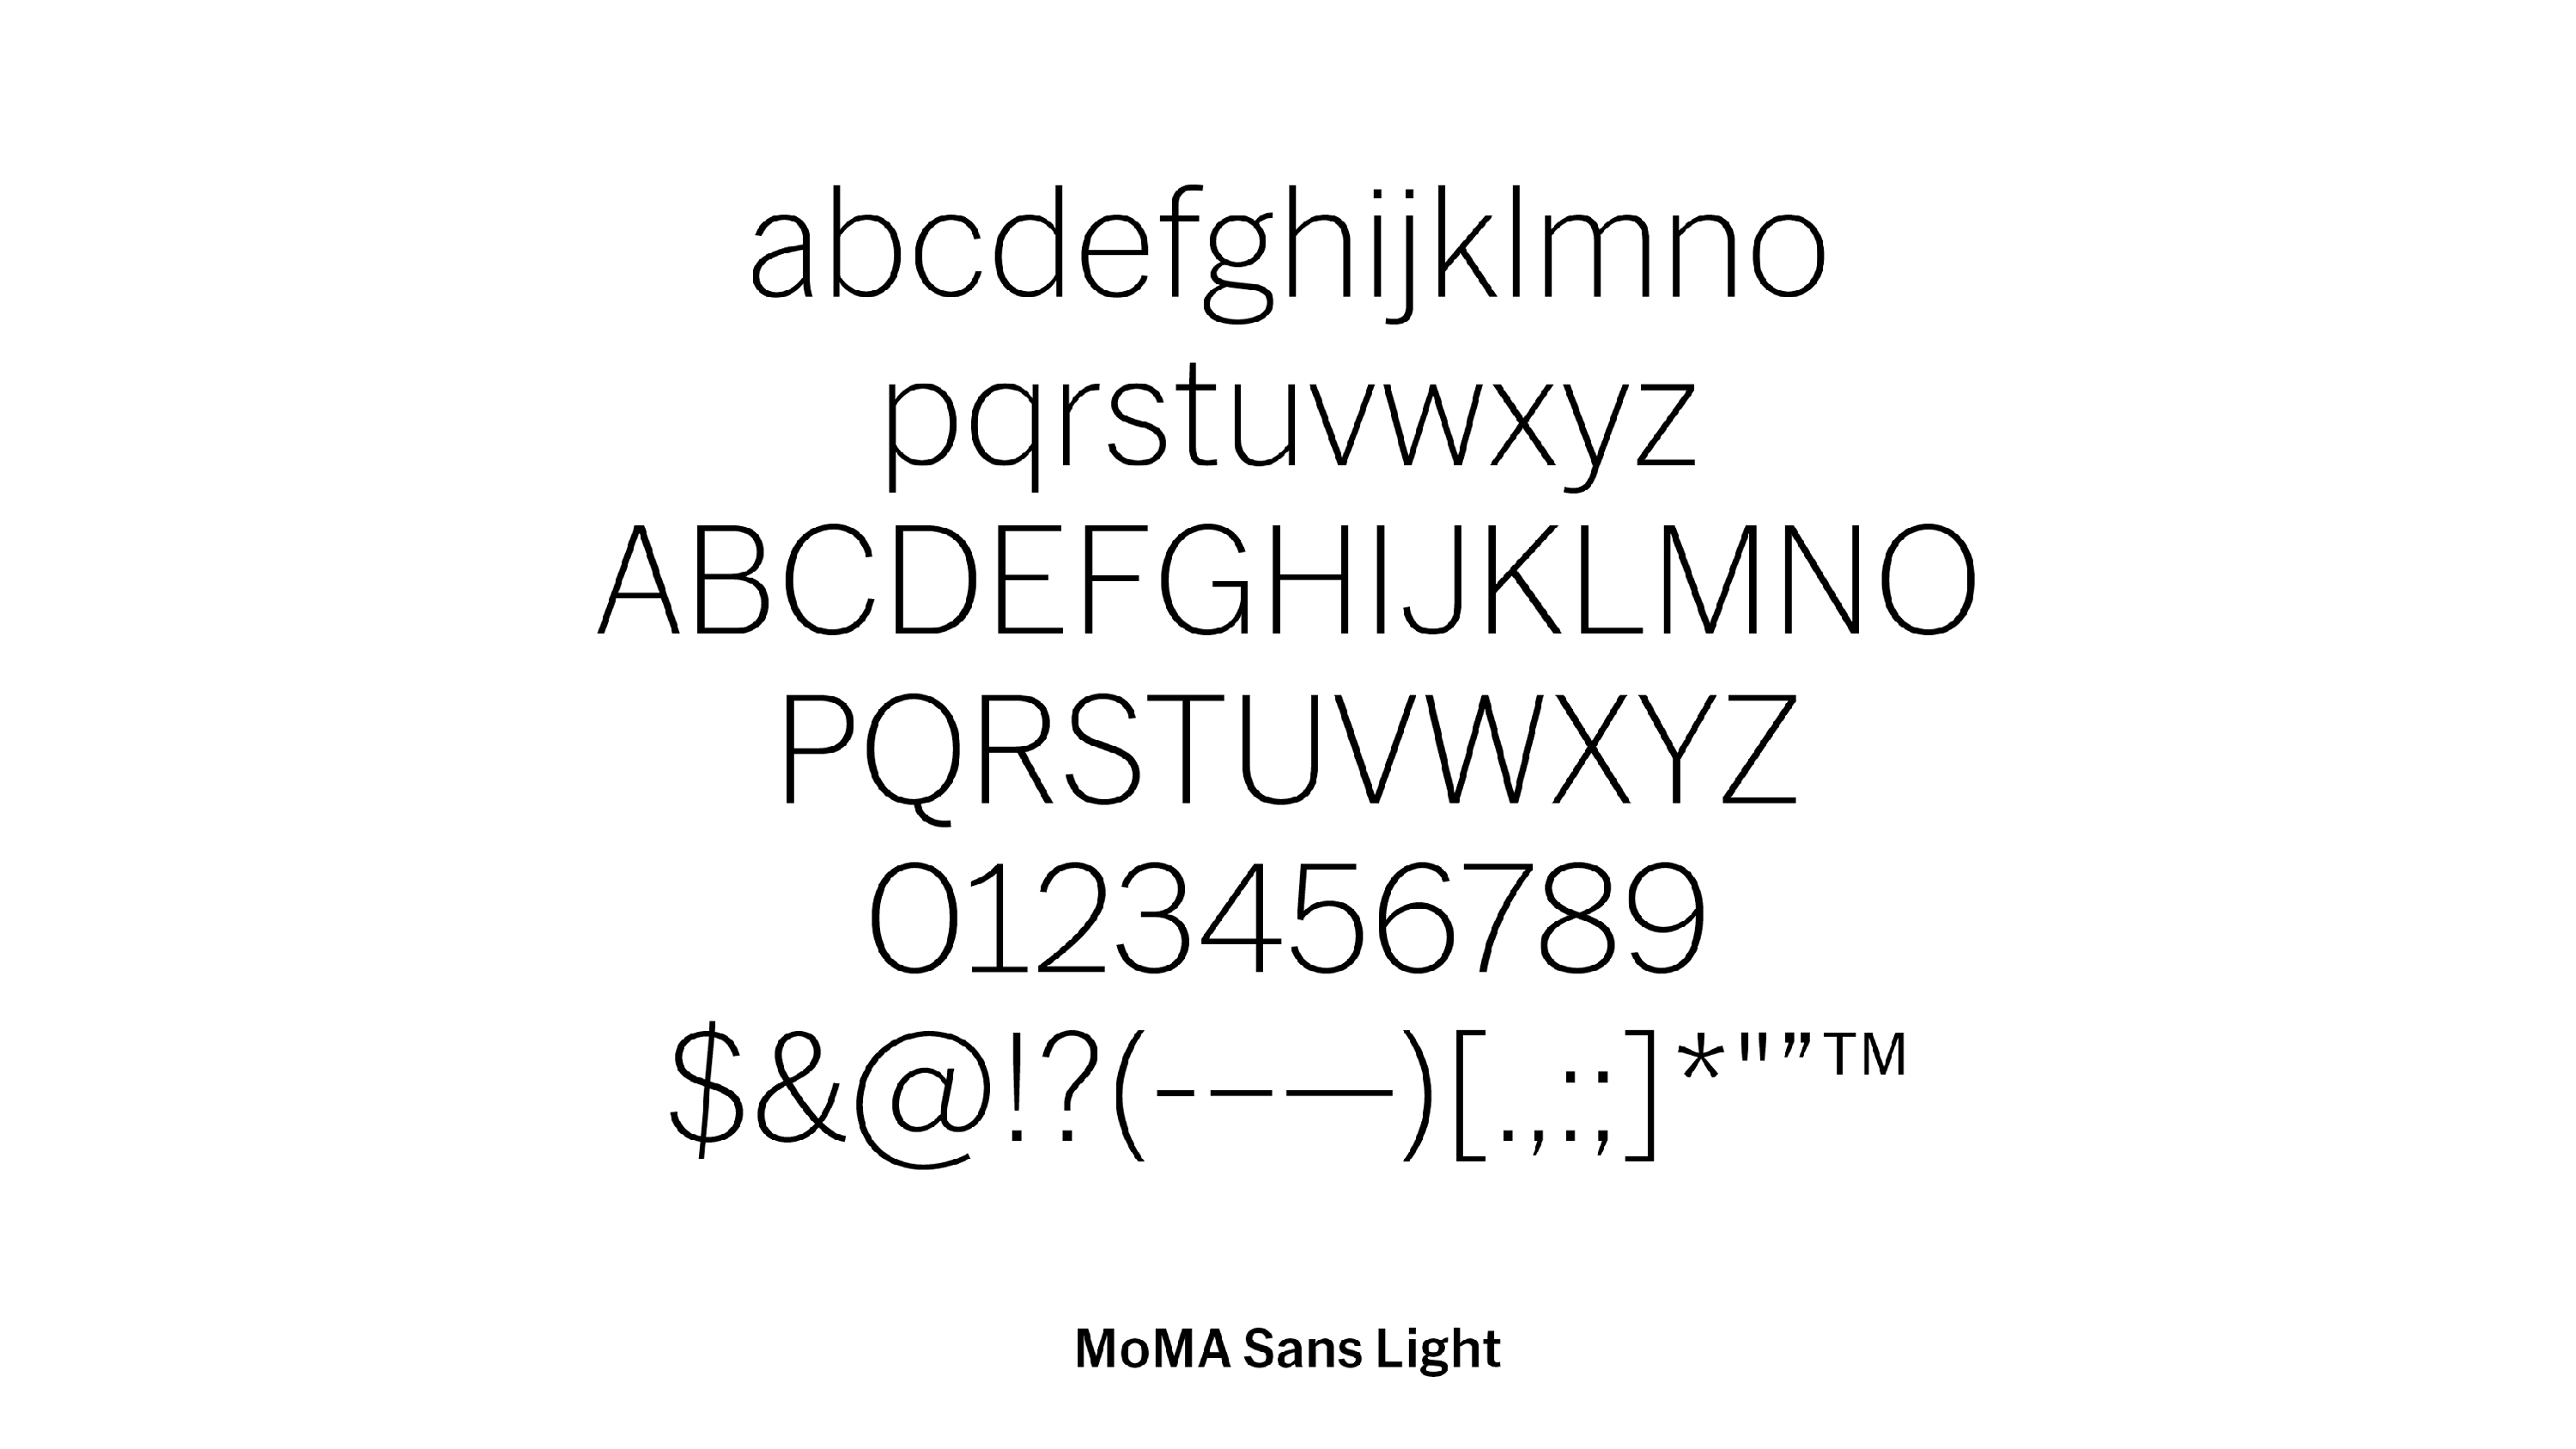 abcdefghijklmno
pqrstuvwxyz
ABCDEFGHIJKLMNO
PQRSTUVWXYZ
0123456789
$&@!?(-–—)[.,:;]*"”™
MoMA Sans Light